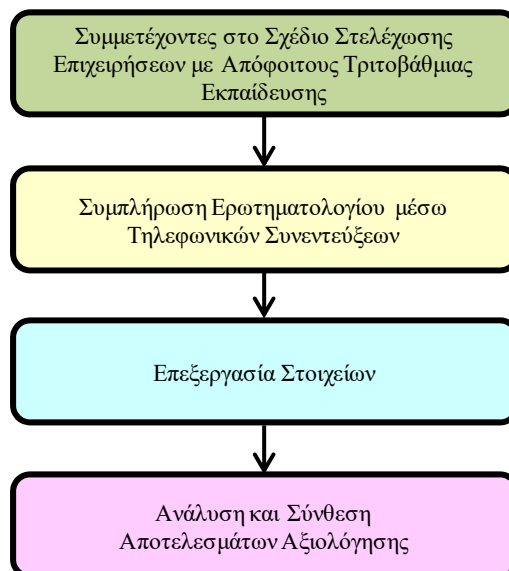 Συμμετέχοντες στο Σχέδιο Στελέχωσης
Επιχειρήσεων με Απόφοιτους Τριτοβάθμιας
Εκπαίδευσης
Συμπλήρωση Ερωτηματολογίου μέσω
Τηλεφωνικών Συνεντεύξεων
Επεξεργασία Στοιχείων
Ανάλυση και Σύνθεση
Αποτελεσμάτων Αξιολόγησης